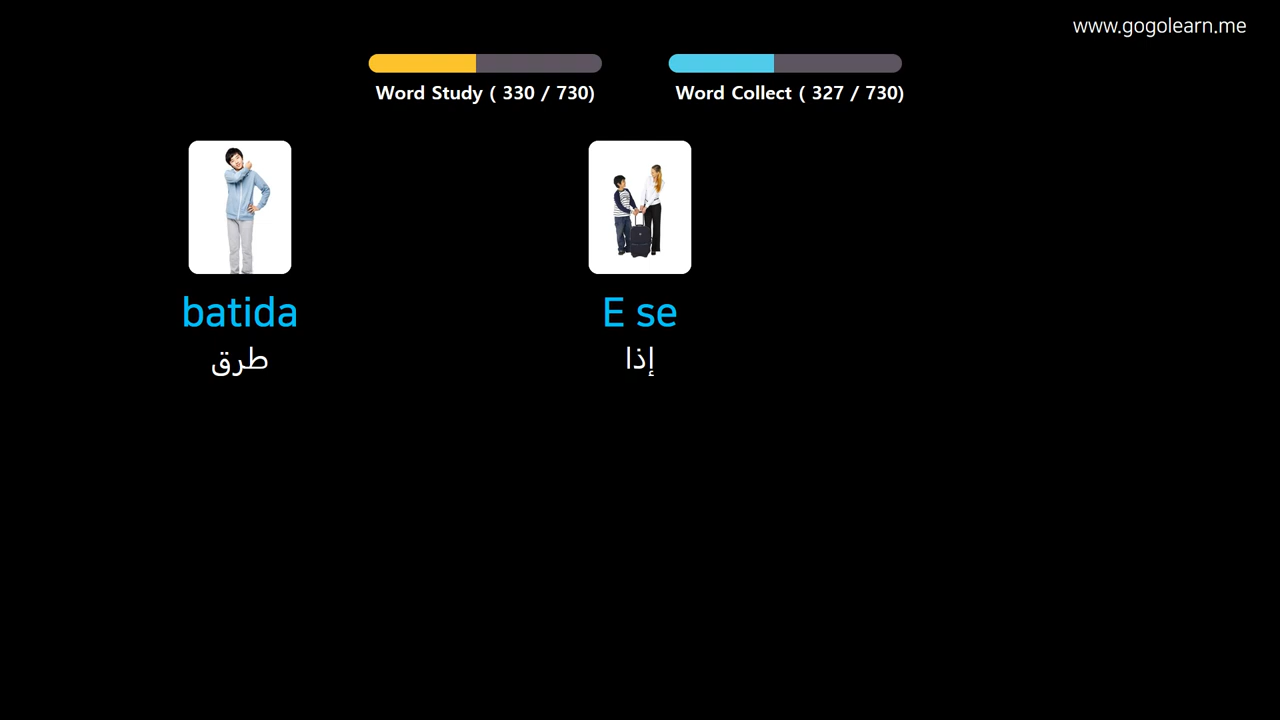 www.gogolearn.me
Word Study ( 330 / 730)
Word Collect ( 327 / 730)
batida
طرق
E se
إذا